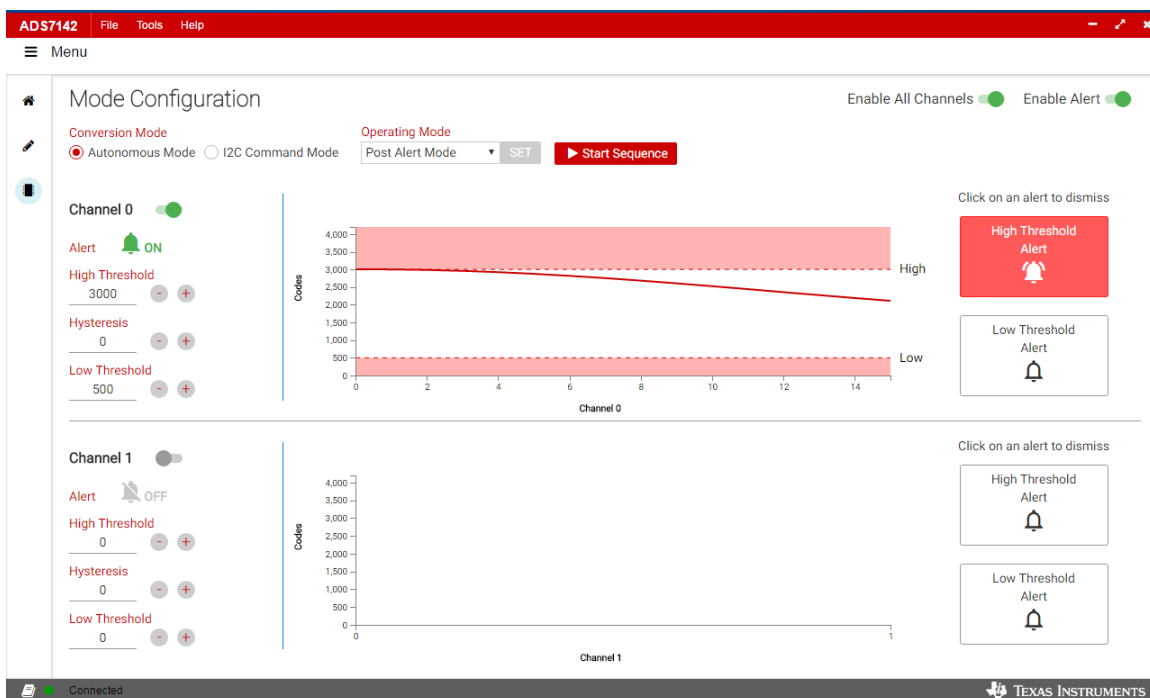 ADS7142 File Tools Help
Menu
Mode Configuration
Enable All Channels Enable Alert
Conversion Mode
Autonomous Mode I2C Command Mode
Operating Mode
Post Alert Mode SET Start Sequence
Channel 0
Alert ON
High Threshold
3000 - +
Hysteresis
0 - +
Low Threshold
500 - +
Codes
4,000
3,500
3,000
2,500
2,000
1,500
1,000
500
0
High
Low
0 2 4 6 8 10 12 14
Channel 0
Click on an alert to dismiss
High Threshold
Alert
Low Threshold
Alert
Channel 1
Alert OFF
High Threshold
0 - +
Hysteresis
0 - +
Low Threshold
0 - +
Codes
4,000
3,500
3,000
2,500
2,000
1,500
1,000
500
0
0 1
Channel 1
Click on an alert to dismiss
High Threshold
Alert
Low Threshold
Alert
Connected
TEXAS INSTRUMENTS